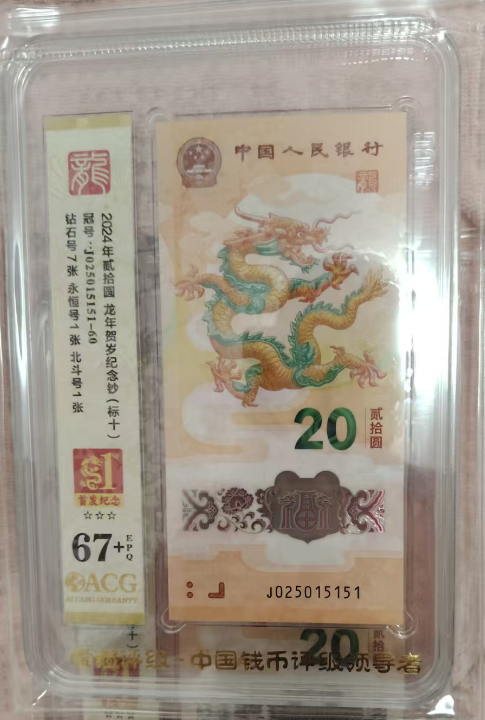 龍
2024年贰拾圆 龙年贺岁纪念钞(标十)
冠号:J025015151-60
钻石号7张 永恒号1张 北斗号1张
首发纪念
☆☆☆
67+EPQ
ACG
中国人民银行
龍
20
贰拾圆
J025015151
20
中国钱币评级领导者